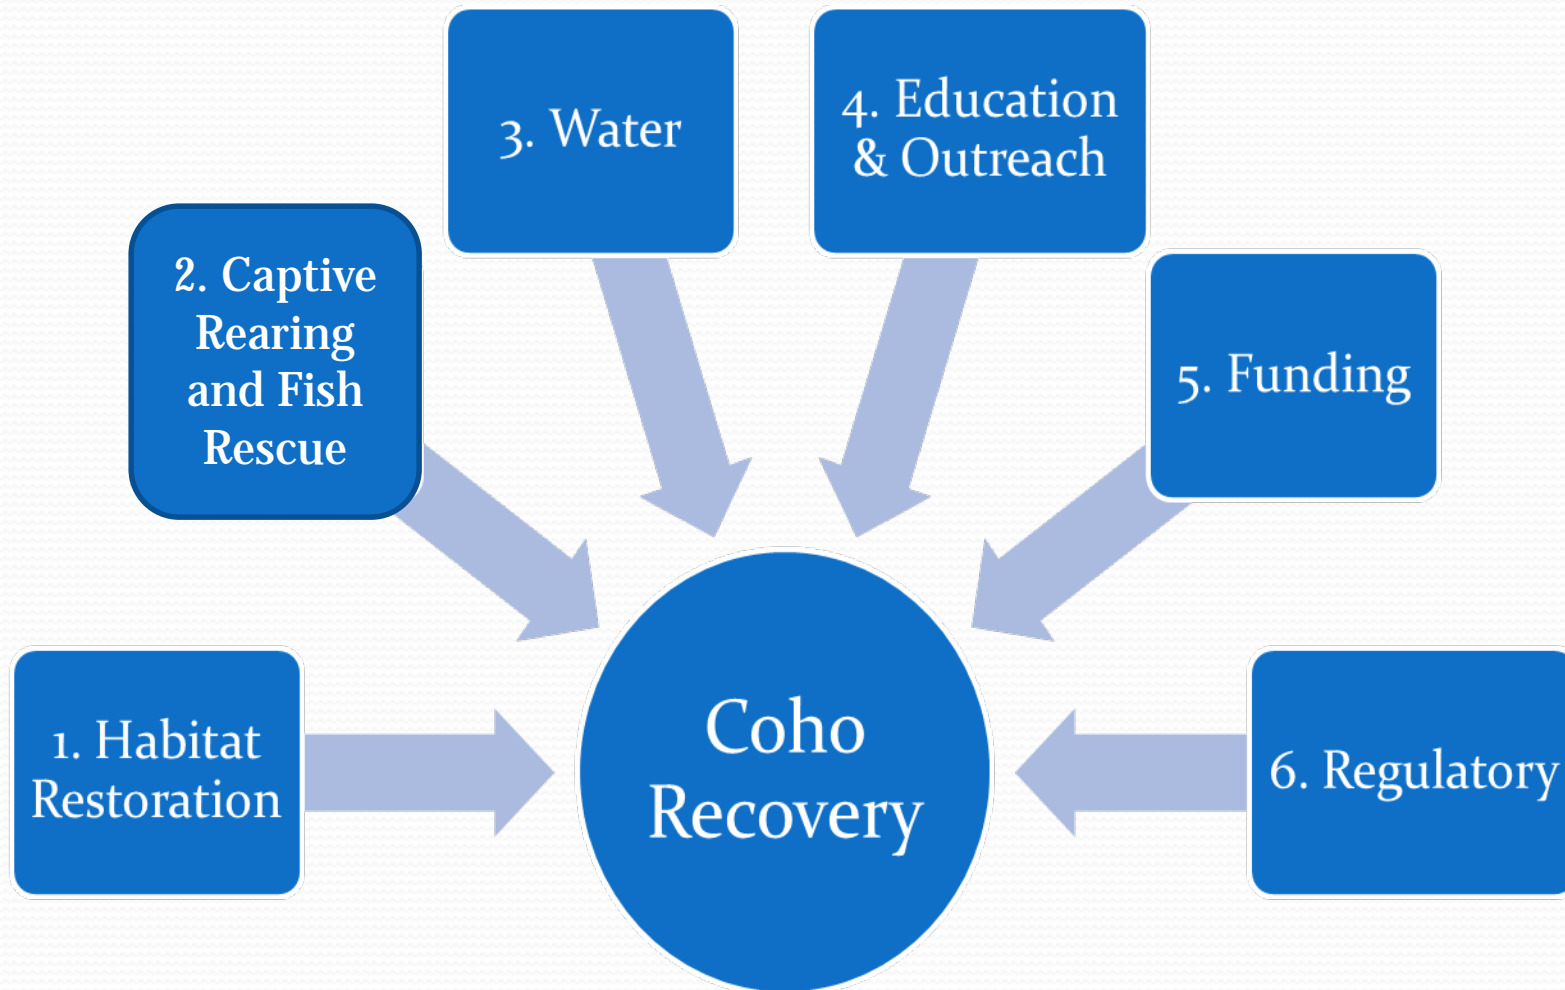 1. Habitat
Restoration
2. Captive
Rearing
and Fish
Rescue
3. Water
4. Education
& Outreach
5. Funding
6. Regulatory
Coho
Recovery